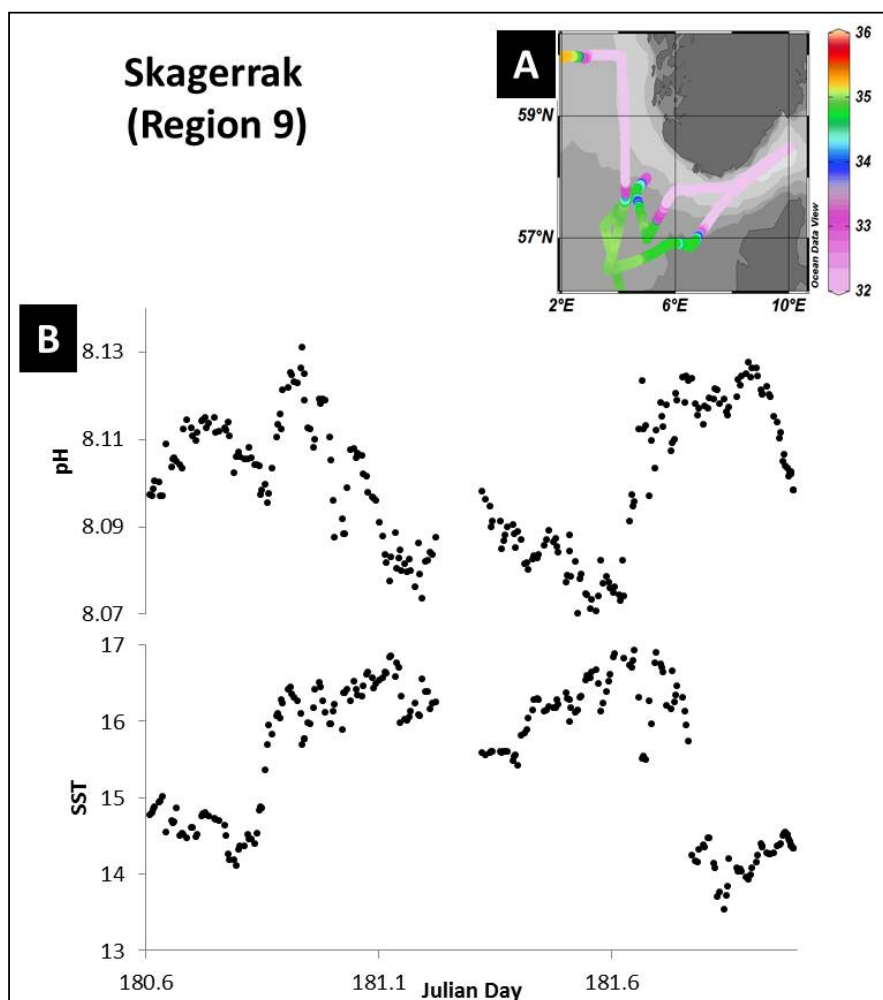 Skagerrak
(Region 9)
A
59°N
57°N
2°E 6°E 10°E
Ocean Data View
36
35
34
33
32
B
8.13
8.11
pH
8.09
8.07
17
16
15
SST
14
13
180.6 181.1 181.6
Julian Day